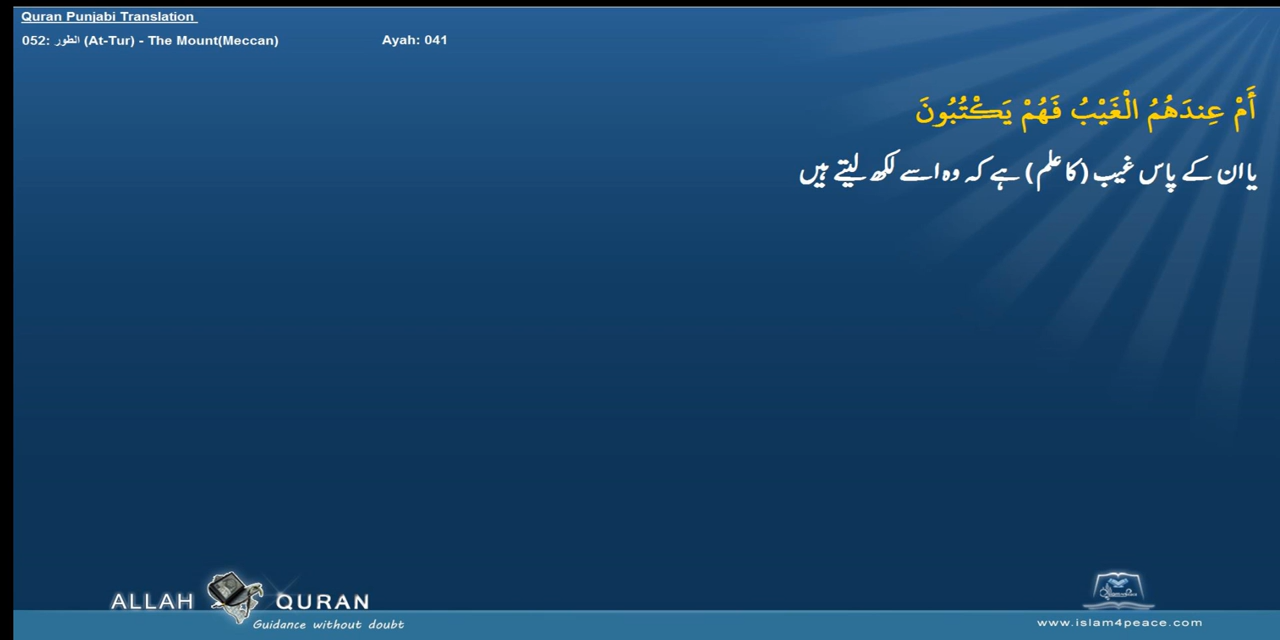 Quran Punjabi Translation
052: الطور (At-Tur) - The Mount(Meccan) Ayah: 041
أَمْ عِندَهُمُ الْغَيْبُ فَهُمْ يَكْتُبُونَ
یا ان کے پاس غیب (کا علم) ہے کہ وہ اسے لکھ لیتے ہیں
ALLAH QURAN
Guidance without doubt
www.islam4peace.com